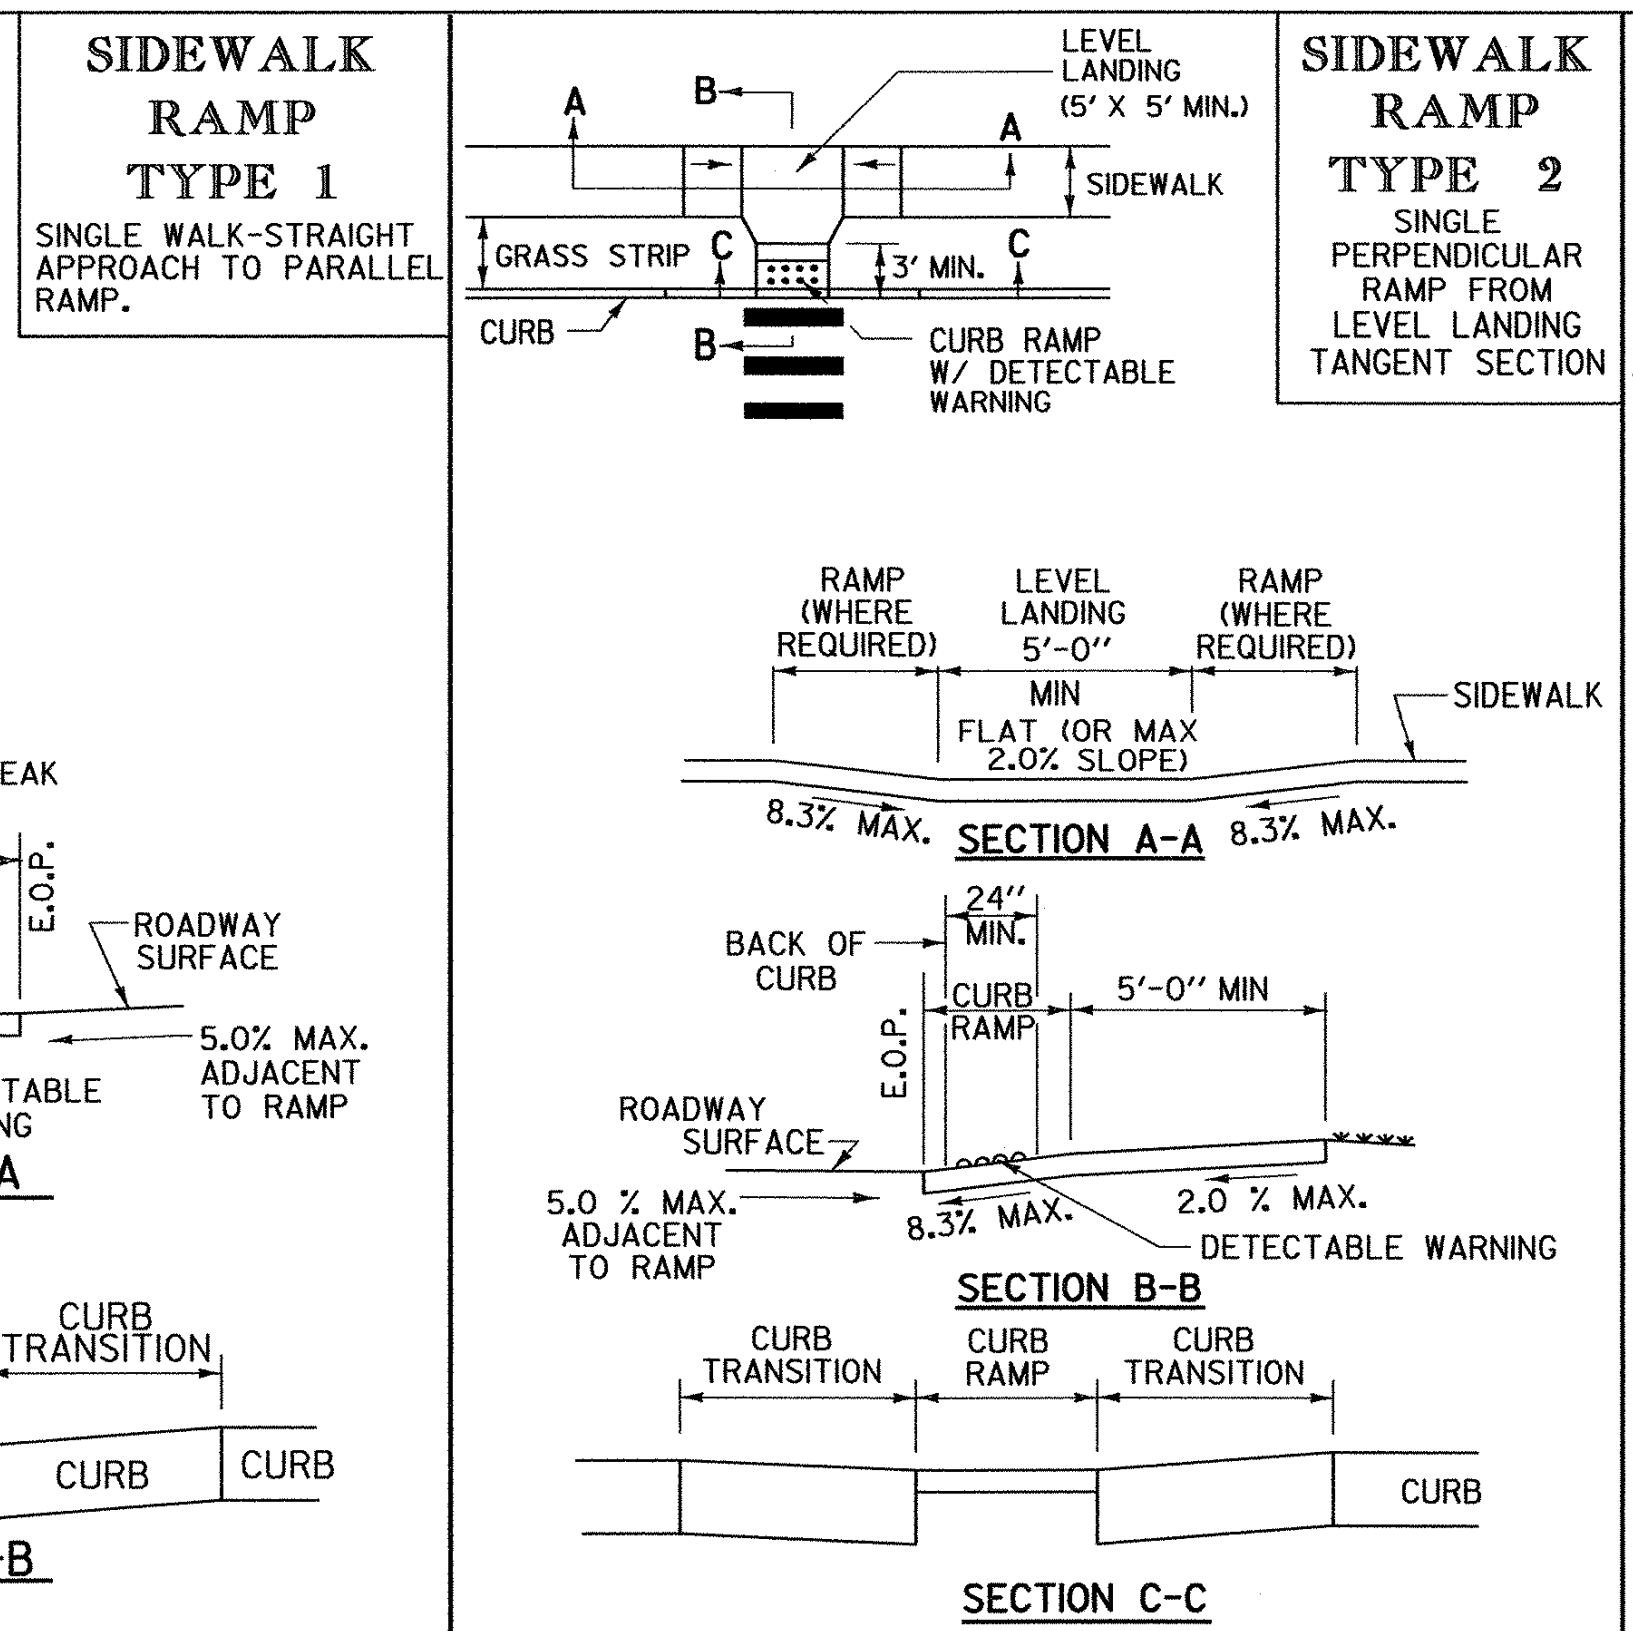 SIDEWALK
RAMP
TYPE 1
SINGLE WALK-STRAIGHT
APPROACH TO PARALLEL
RAMP.
EAK
E.O.P.
ROADWAY
SURFACE
5.0% MAX.
ADJACENT
TO RAMP
TABLE
NG
A
CURB
TRANSITION
CURB
CURB
-B
LEVEL
LANDING
(5' X 5' MIN.)
A
B
A
SIDEWALK
GRASS STRIP
C
C
3' MIN.
CURB
B
CURB RAMP
W/ DETECTABLE
WARNING
SIDEWALK
RAMP
TYPE 2
SINGLE
PERPENDICULAR
RAMP FROM
LEVEL LANDING
TANGENT SECTION
RAMP
(WHERE
REQUIRED)
LEVEL
LANDING
5'-0"
MIN
FLAT (OR MAX
2.0% SLOPE)
RAMP
(WHERE
REQUIRED)
SIDEWALK
8.3% MAX.
8.3% MAX.
SECTION A-A
24"
MIN.
BACK OF
CURB
CURB
RAMP
5'-0" MIN
E.O.P.
ROADWAY
SURFACE
5.0 % MAX.
ADJACENT
TO RAMP
8.3% MAX.
2.0 % MAX.
DETECTABLE WARNING
SECTION B-B
CURB
TRANSITION
CURB
RAMP
CURB
TRANSITION
CURB
SECTION C-C